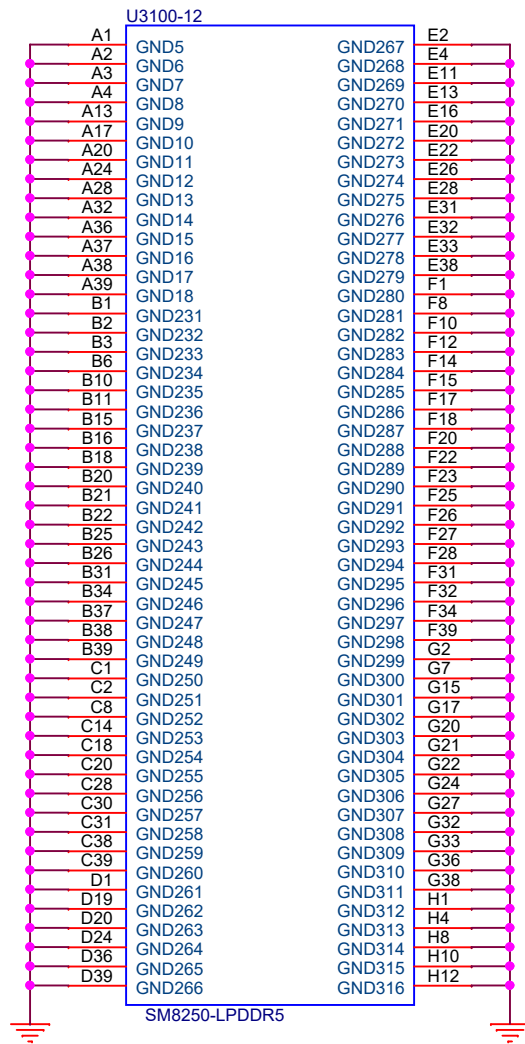 U3100-12
A1 GND5 GND267 E2
A2 GND6 GND268 E4
A3 GND7 GND269 E11
A4 GND8 GND270 E13
A13 GND9 GND271 E16
A17 GND10 GND272 E20
A20 GND11 GND273 E22
A24 GND12 GND274 E26
A28 GND13 GND275 E28
A32 GND14 GND276 E31
A36 GND15 GND277 E32
A37 GND16 GND278 E33
A38 GND17 GND279 E38
A39 GND18 GND280 F1
B1 GND231 GND281 F8
B2 GND232 GND282 F10
B3 GND233 GND283 F12
B6 GND234 GND284 F14
B10 GND235 GND285 F15
B11 GND236 GND286 F17
B15 GND237 GND287 F18
B16 GND238 GND288 F20
B18 GND239 GND289 F22
B20 GND240 GND290 F23
B21 GND241 GND291 F25
B22 GND242 GND292 F26
B25 GND243 GND293 F27
B26 GND244 GND294 F28
B31 GND245 GND295 F31
B34 GND246 GND296 F32
B37 GND247 GND297 F34
B38 GND248 GND298 F39
B39 GND249 GND299 G2
C1 GND250 GND300 G7
C2 GND251 GND301 G15
C8 GND252 GND302 G17
C14 GND253 GND303 G20
C18 GND254 GND304 G21
C20 GND255 GND305 G22
C28 GND256 GND306 G24
C30 GND257 GND307 G27
C31 GND258 GND308 G32
C38 GND259 GND309 G33
C39 GND260 GND310 G36
D1 GND261 GND311 G38
D19 GND262 GND312 H1
D20 GND263 GND313 H4
D24 GND264 GND314 H8
D36 GND265 GND315 H10
D39 GND266 GND316 H12
SM8250-LPDDR5